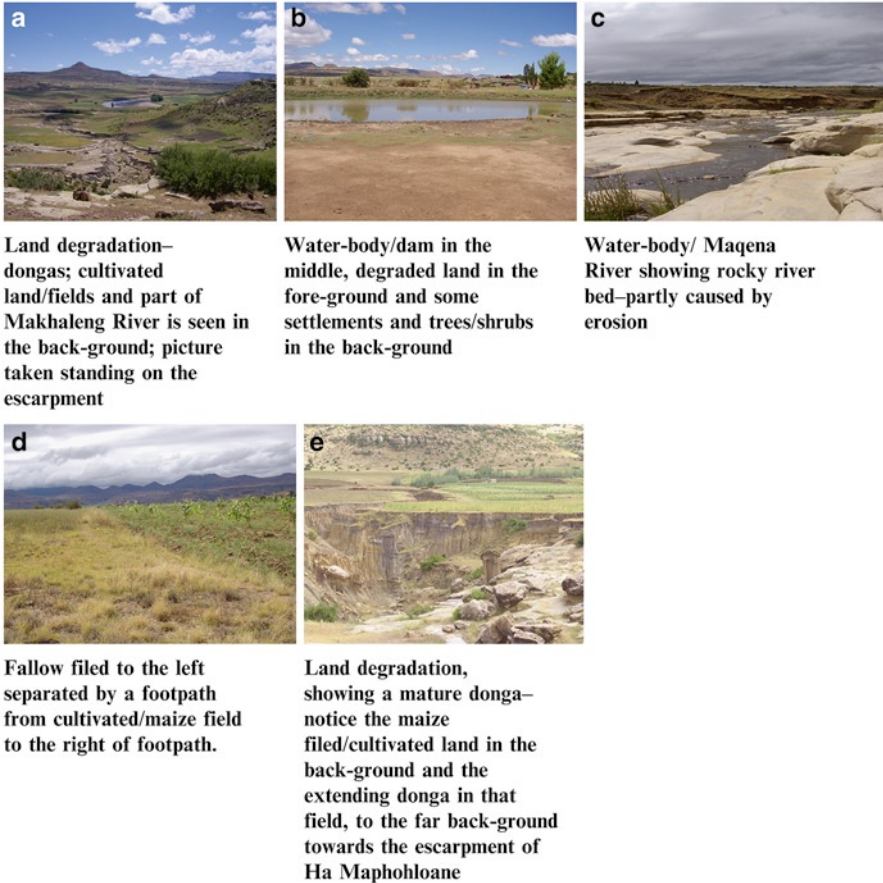 a
b
c
Land degradation–
dongas; cultivated
land/fields and part of
Makhaleng River is seen in
the back-ground; picture
taken standing on the
escarpment
Water-body/dam in the
middle, degraded land in the
fore-ground and some
settlements and trees/shrubs
in the back-ground
Water-body/ Maqena
River showing rocky river
bed–partly caused by
erosion
d
e
Fallow filed to the left
separated by a footpath
from cultivated/maize field
to the right of footpath.
Land degradation,
showing a mature donga–
notice the maize
filed/cultivated land in the
back-ground and the
extending donga in that
field, to the far back-ground
towards the escarpment of
Ha Maphohloane